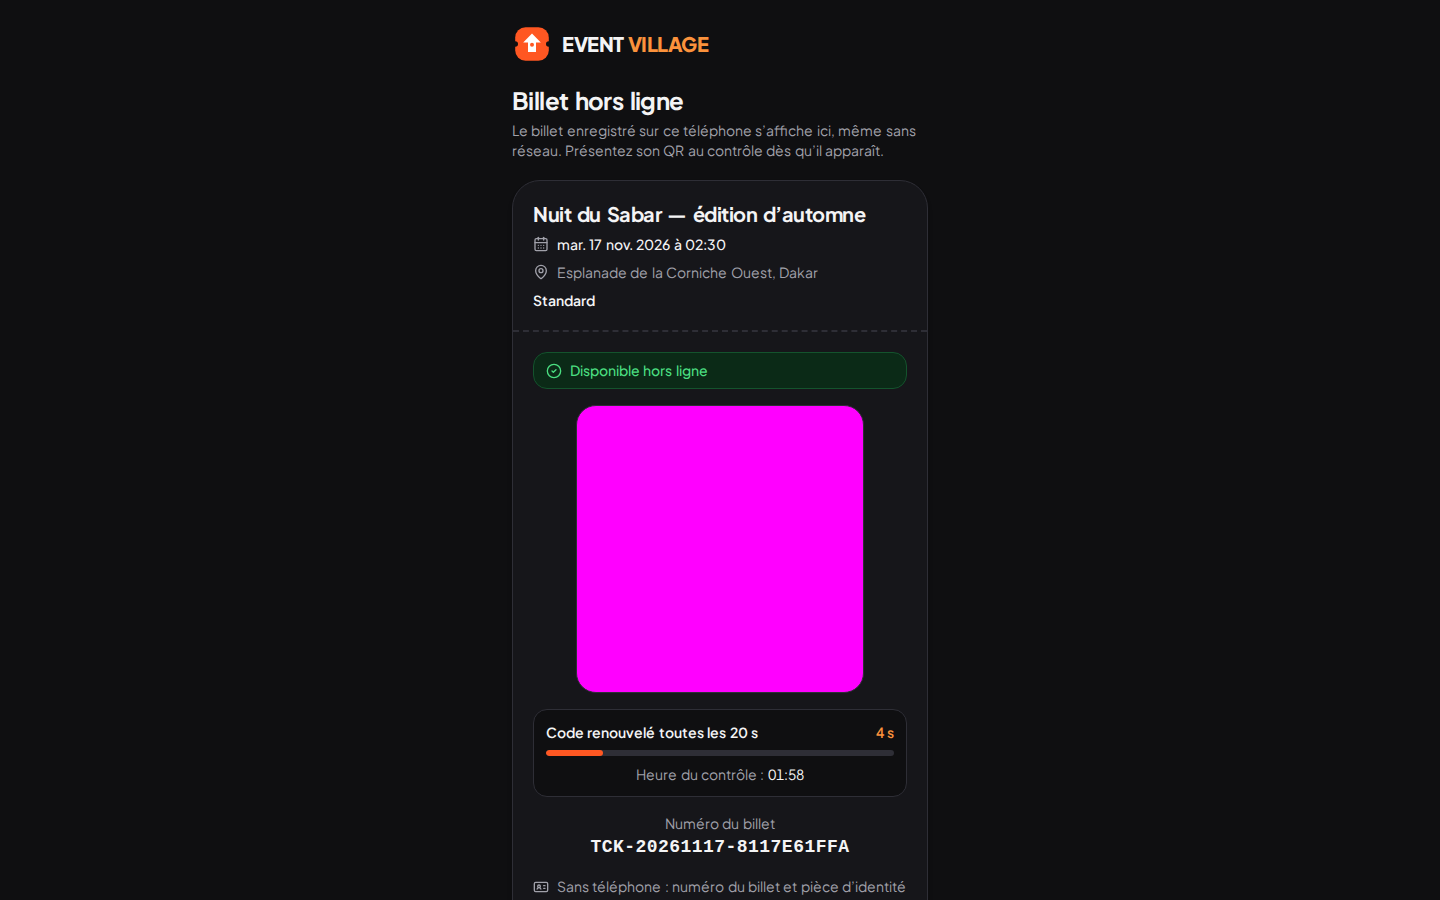 EVENT VILLAGE
Billet hors ligne
Le billet enregistré sur ce téléphone s’affiche ici, même sans
réseau. Présentez son QR au contrôle dès qu’il apparaît.
Nuit du Sabar — édition d’automne
mar. 17 nov. 2026 à 02:30
Esplanade de la Corniche Ouest, Dakar
Standard
Disponible hors ligne
Code renouvelé toutes les 20 s 4 s
Heure du contrôle : 01:58
Numéro du billet
TCK-20261117-8117E61FFA
Sans téléphone : numéro du billet et pièce d’identité